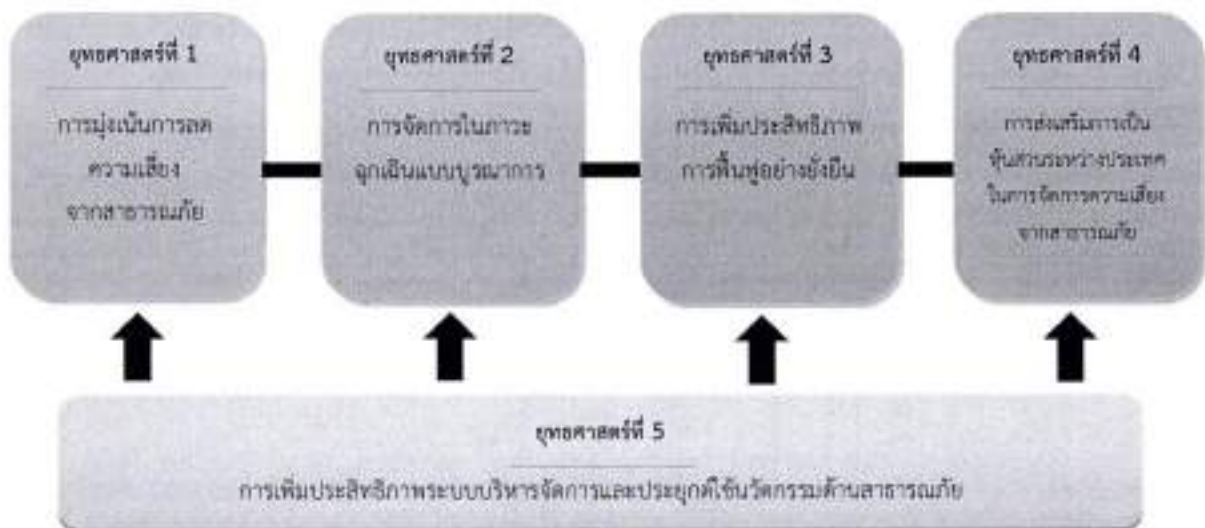 ยุทธศาสตร์ที่ 1
การมุ่งเน้นการลด
ความเสี่ยง
จากสาธารณภัย
ยุทธศาสตร์ที่ 2
การจัดการในภาวะ
ฉุกเฉินแบบบูรณาการ
ยุทธศาสตร์ที่ 3
การเพิ่มประสิทธิภาพ
การฟื้นฟูอย่างยั่งยืน
ยุทธศาสตร์ที่ 4
การส่งเสริมการเป็น
หุ้นส่วนระหว่างประเทศ
ในการจัดการความเสี่ยง
จากสาธารณภัย
ยุทธศาสตร์ที่ 5
การเพิ่มประสิทธิภาพระบบบริหารจัดการและประยุกต์ใช้นวัตกรรมด้านสาธารณภัย